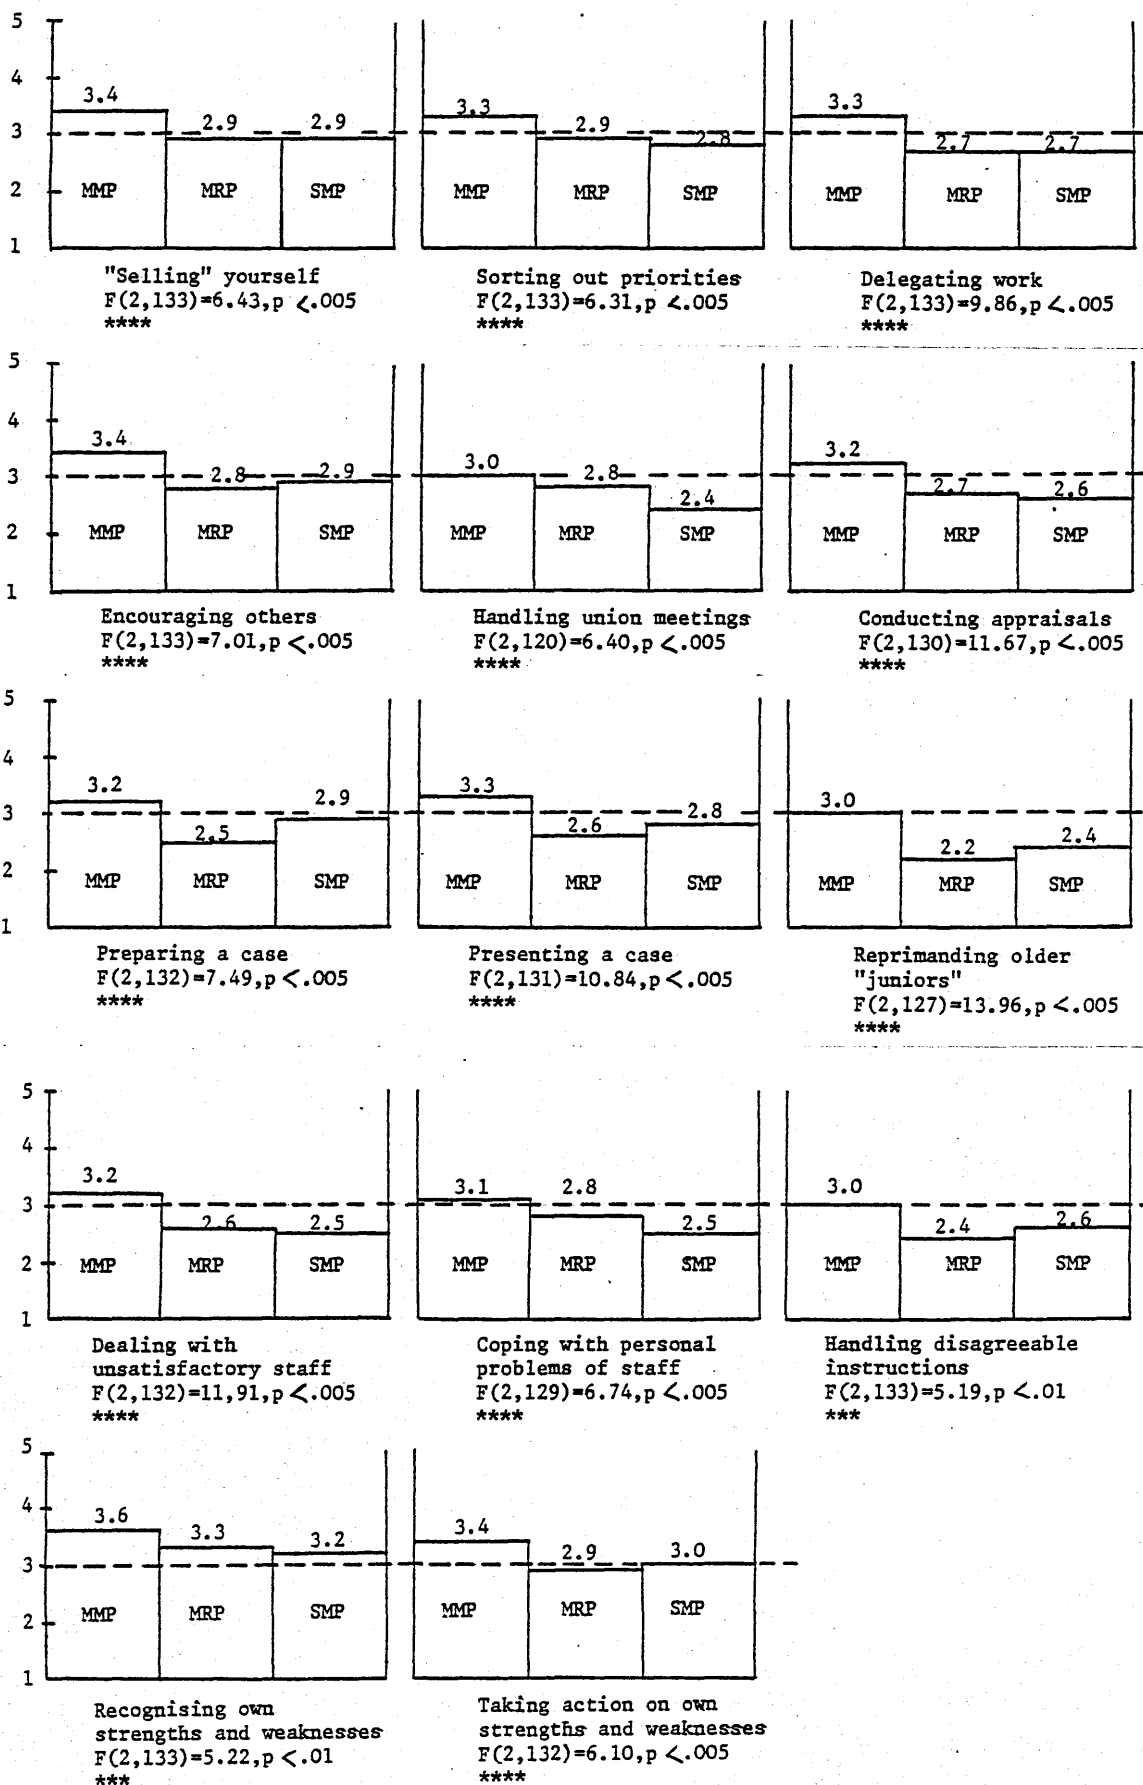 5
4
3
2
1
3.4
2.9
2.9
MMP
MRP
SMP
3.3
2.9
2.8
MMP
MRP
SMP
3.3
2.7
2.7
MMP
MRP
SMP
"Selling" yourself
F(2,133)=6.43,p <.005
****
Sorting out priorities
F(2,133)=6.31,p <.005
****
Delegating work
F(2,133)=9.86,p <.005
****
5
4
3
2
1
3.4
2.8
2.9
MMP
MRP
SMP
3.0
2.8
2.4
MMP
MRP
SMP
3.2
2.7
2.6
MMP
MRP
SMP
Encouraging others
F(2,133)=7.01,p <.005
****
Handling union meetings
F(2,120)=6.40,p <.005
****
Conducting appraisals
F(2,130)=11.67,p <.005
****
5
4
3
2
1
3.2
2.5
2.9
MMP
MRP
SMP
3.3
2.6
2.8
MMP
MRP
SMP
3.0
2.2
2.4
MMP
MRP
SMP
Preparing a case
F(2,132)=7.49,p <.005
****
Presenting a case
F(2,131)=10.84,p <.005
****
Reprimanding older
"juniors"
F(2,127)=13.96,p <.005
****
5
4
3
2
1
3.2
2.6
2.5
MMP
MRP
SMP
3.1
2.8
2.5
MMP
MRP
SMP
3.0
2.4
2.6
MMP
MRP
SMP
Dealing with
unsatisfactory staff
F(2,132)=11,91,p <.005
****
Coping with personal
problems of staff
F(2,129)=6.74,p <.005
****
Handling disagreeable
instructions
F(2,133)=5.19,p <.01
***
5
4
3
2
1
3.6
3.3
3.2
MMP
MRP
SMP
3.4
2.9
3.0
MMP
MRP
SMP
Recognising own
strengths and weaknesses
F(2,133)=5.22,p <.01
***
Taking action on own
strengths and weaknesses
F(2,132)=6.10,p <.005
****